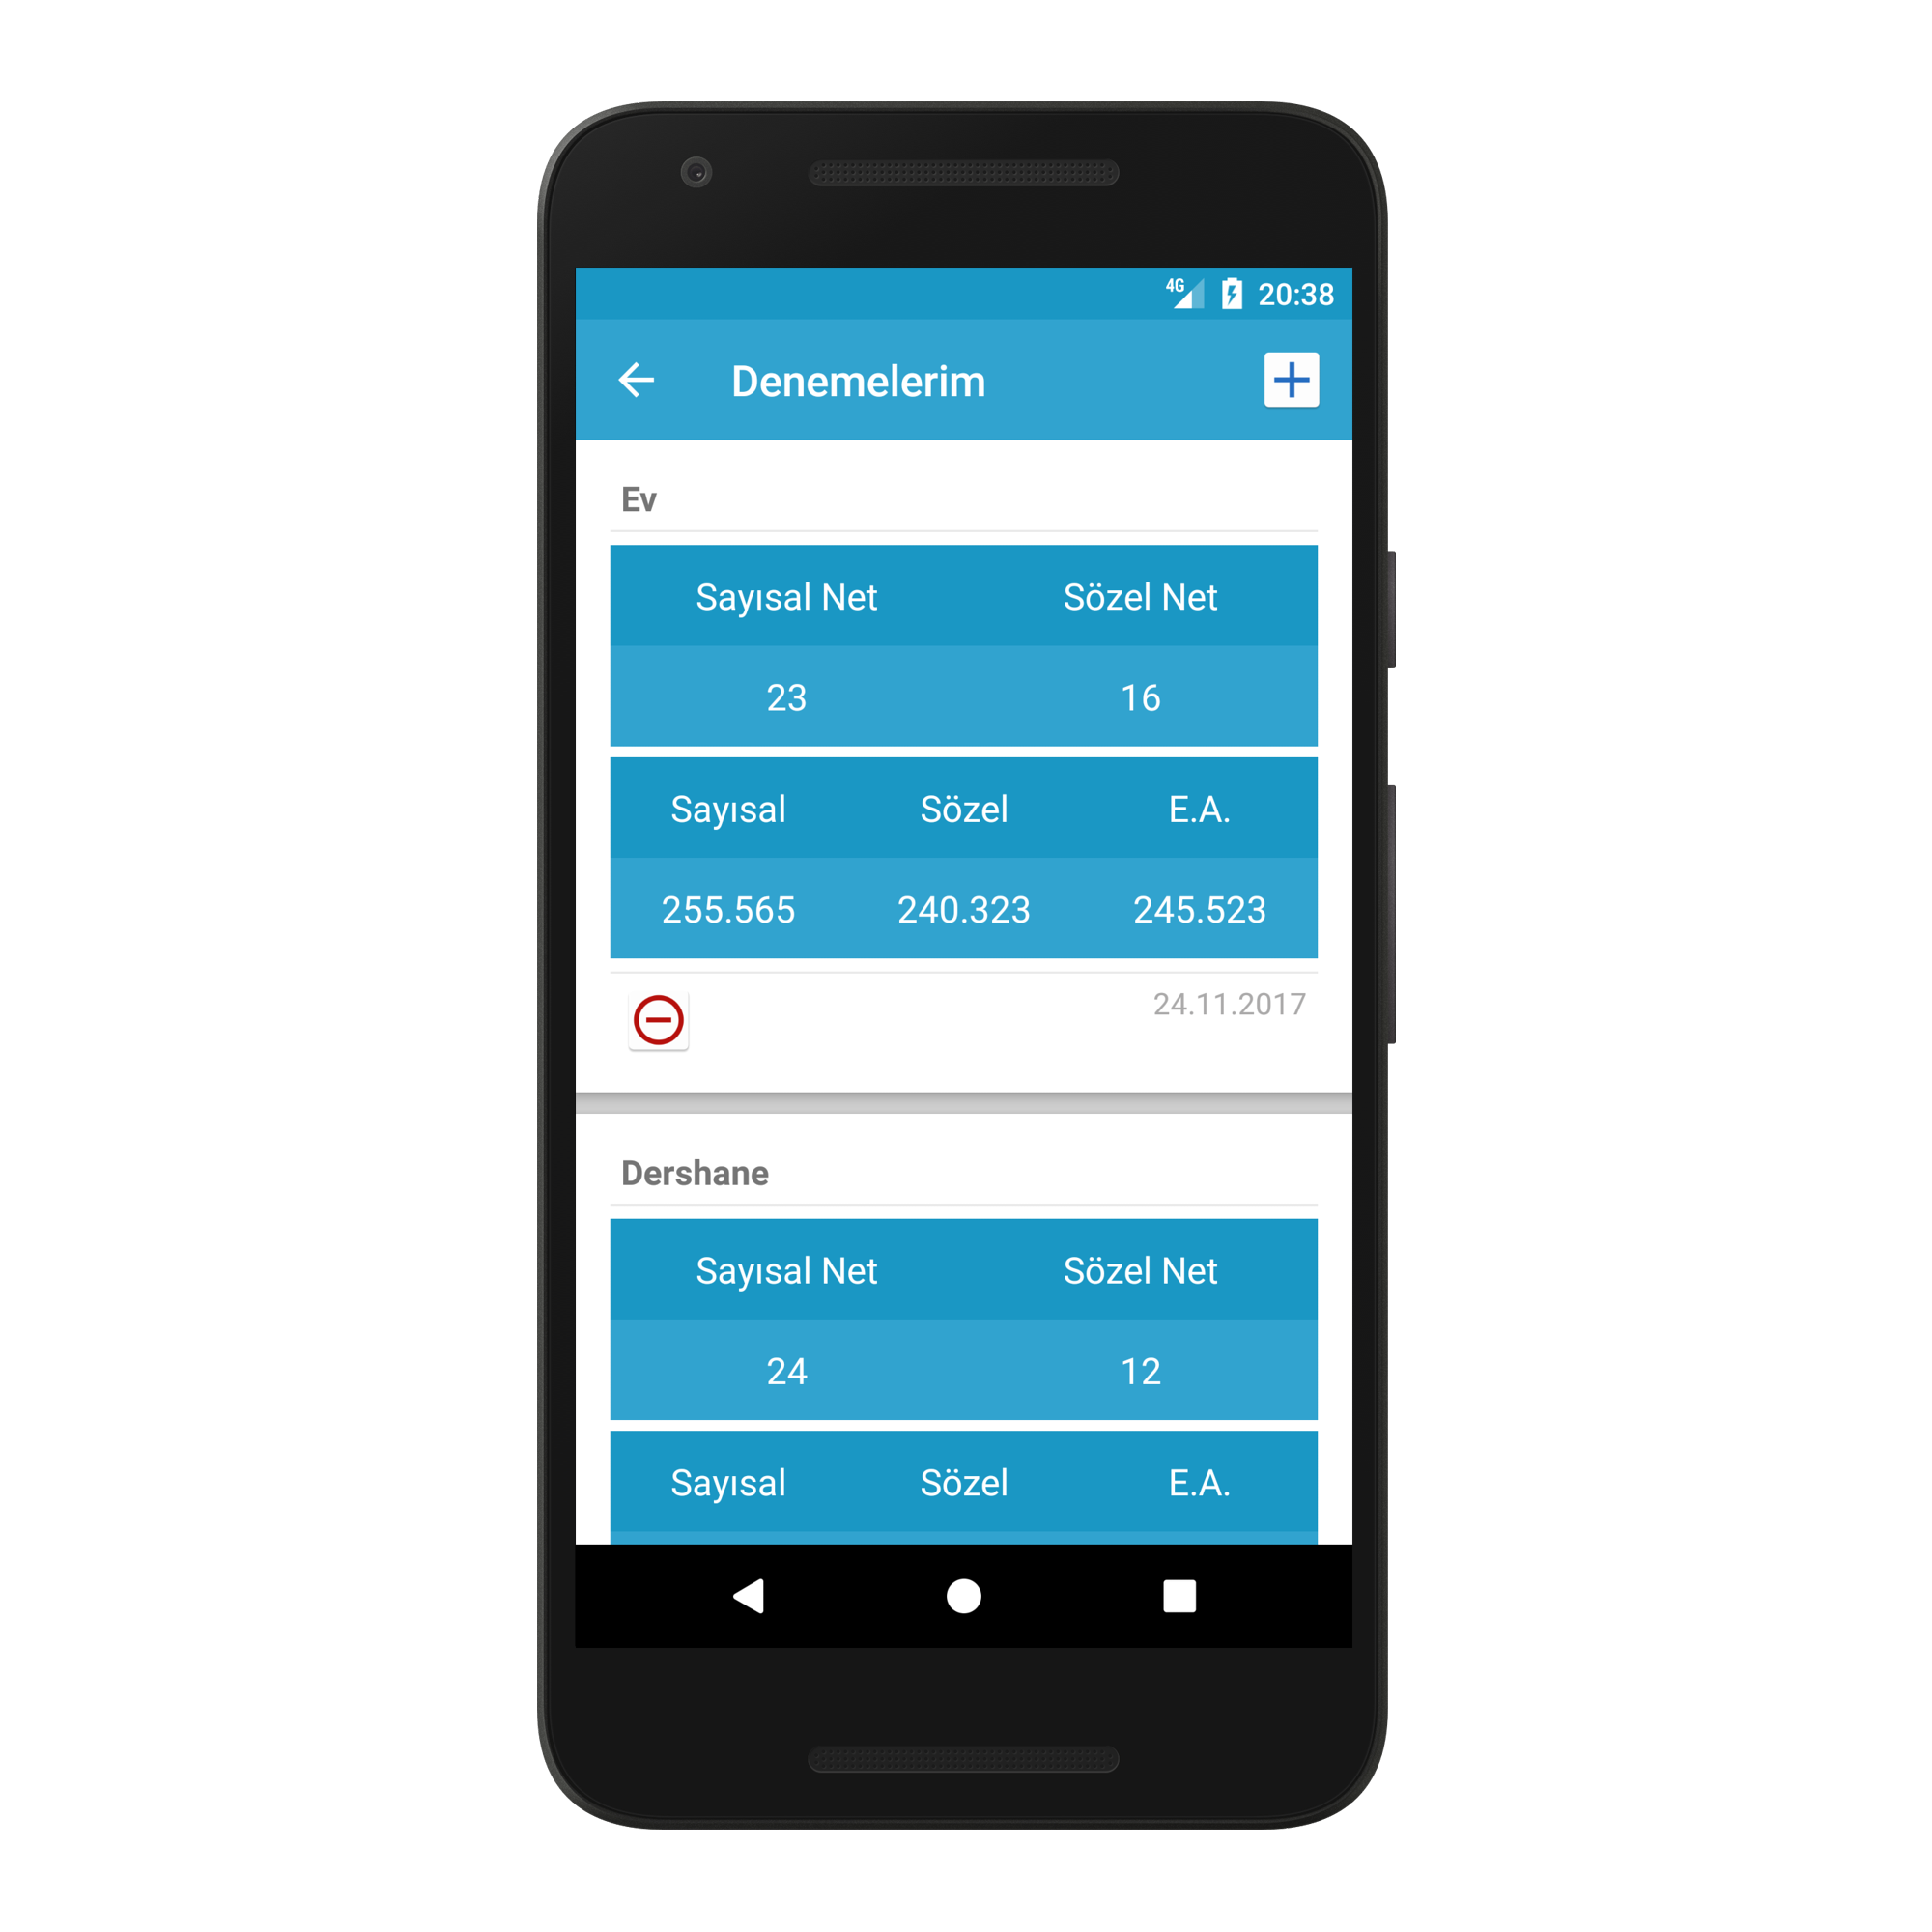 4G 20:38
Denemelerim
Ev
Sayısal Net Sözel Net
23 16
Sayısal Sözel E.A.
255.565 240.323 245.523
24.11.2017
Dershane
Sayısal Net Sözel Net
24 12
Sayısal Sözel E.A.